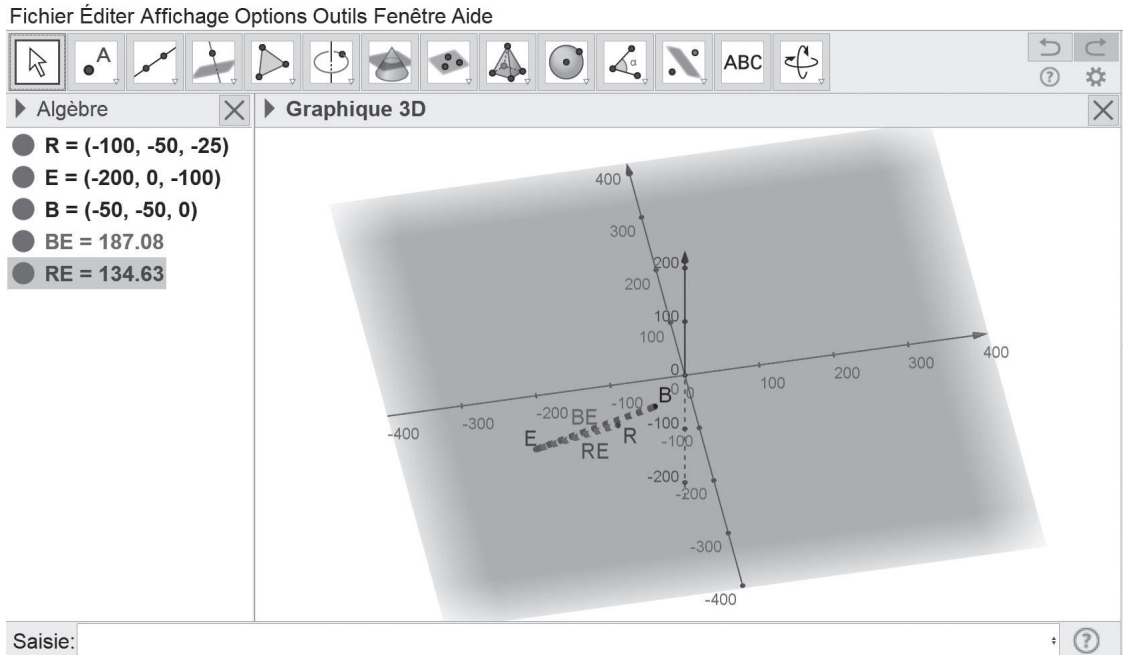 Fichier Éditer Affichage Options Outils Fenêtre Aide
A
α
ABC
?
Algèbre
Graphique 3D
R = (-100, -50, -25)
E = (-200, 0, -100)
B = (-50, -50, 0)
BE = 187.08
RE = 134.63
400
300
200
200
100
100
0
0
0
100
200
300
400
-100
-200
-300
-400
B
BE
E
R
RE
-100
-100
-200
-200
-300
-400
Saisie:
?